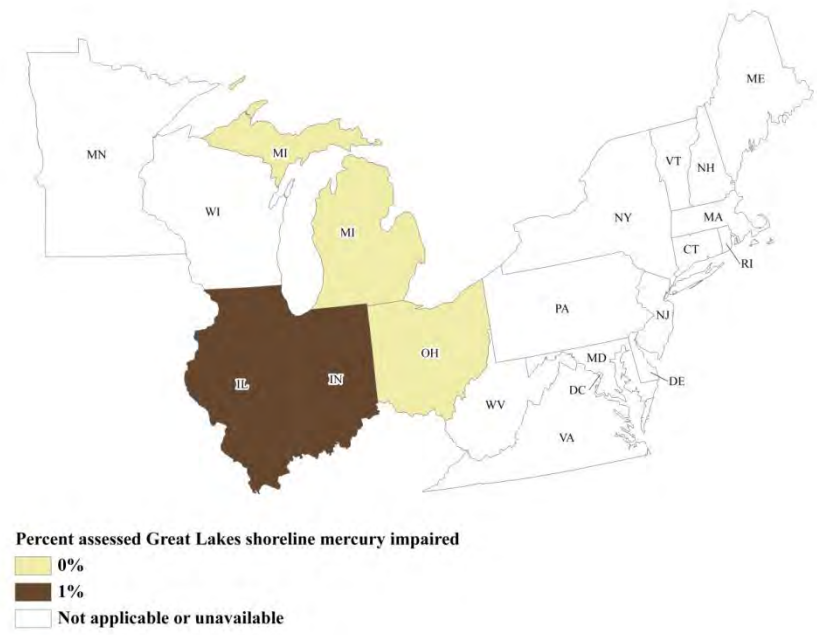 ME
MN
VT
NH
MI
WI
NY
MA
MI
CT
RI
PA
NJ
OH
MD
IL
IN
DE
DC
WV
VA
Percent assessed Great Lakes shoreline mercury impaired
0%
1%
Not applicable or unavailable